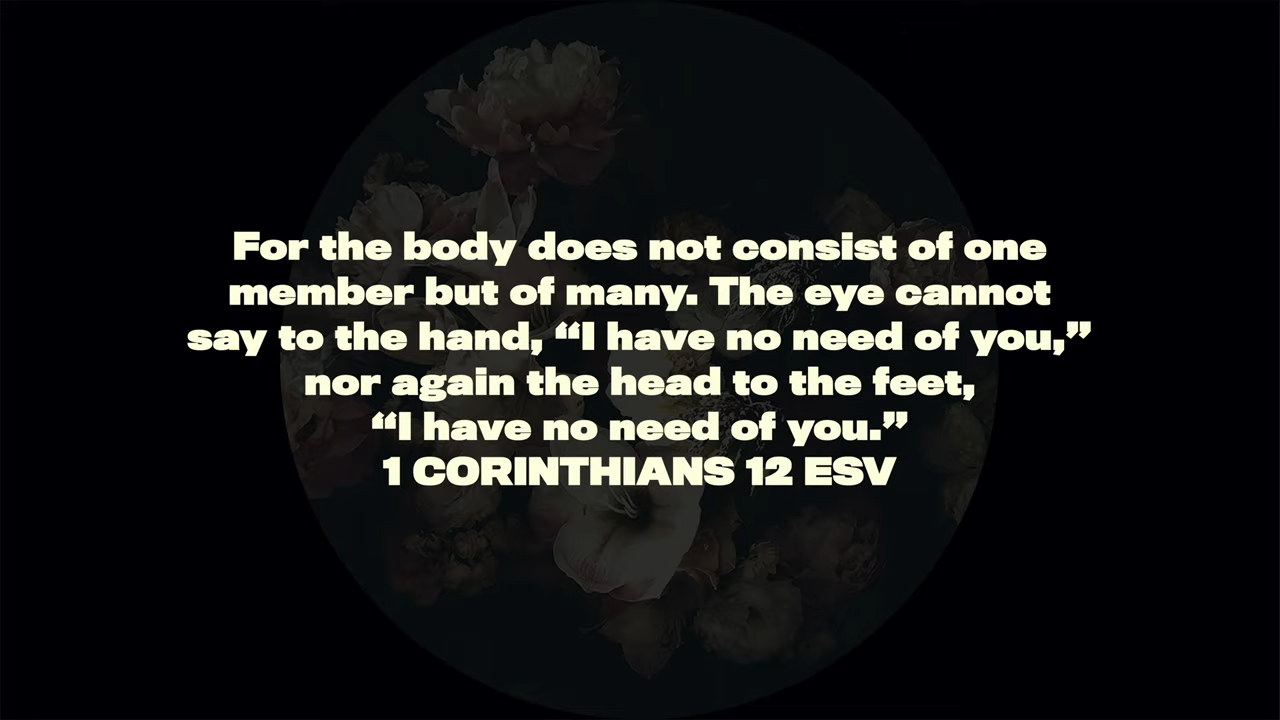 For the body does not consist of one
member but of many. The eye cannot
say to the hand, “I have no need of you,”
nor again the head to the feet,
“I have no need of you.”
1 CORINTHIANS 12 ESV